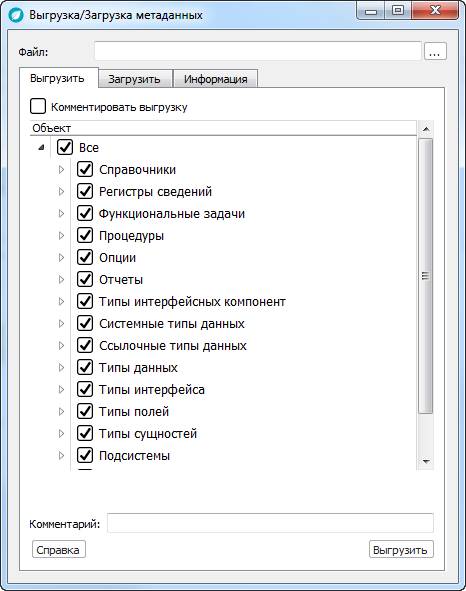 Выгрузка/Загрузка метаданных
Файл:
...
Выгрузить Загрузить Информация
Комментировать выгрузку
Объект
Все
Справочники
Регистры сведений
Функциональные задачи
Процедуры
Опции
Отчеты
Типы интерфейсных компонент
Системные типы данных
Ссылочные типы данных
Типы данных
Типы интерфейса
Типы полей
Типы сущностей
Подсистемы
Комментарий:
Справка Выгрузить